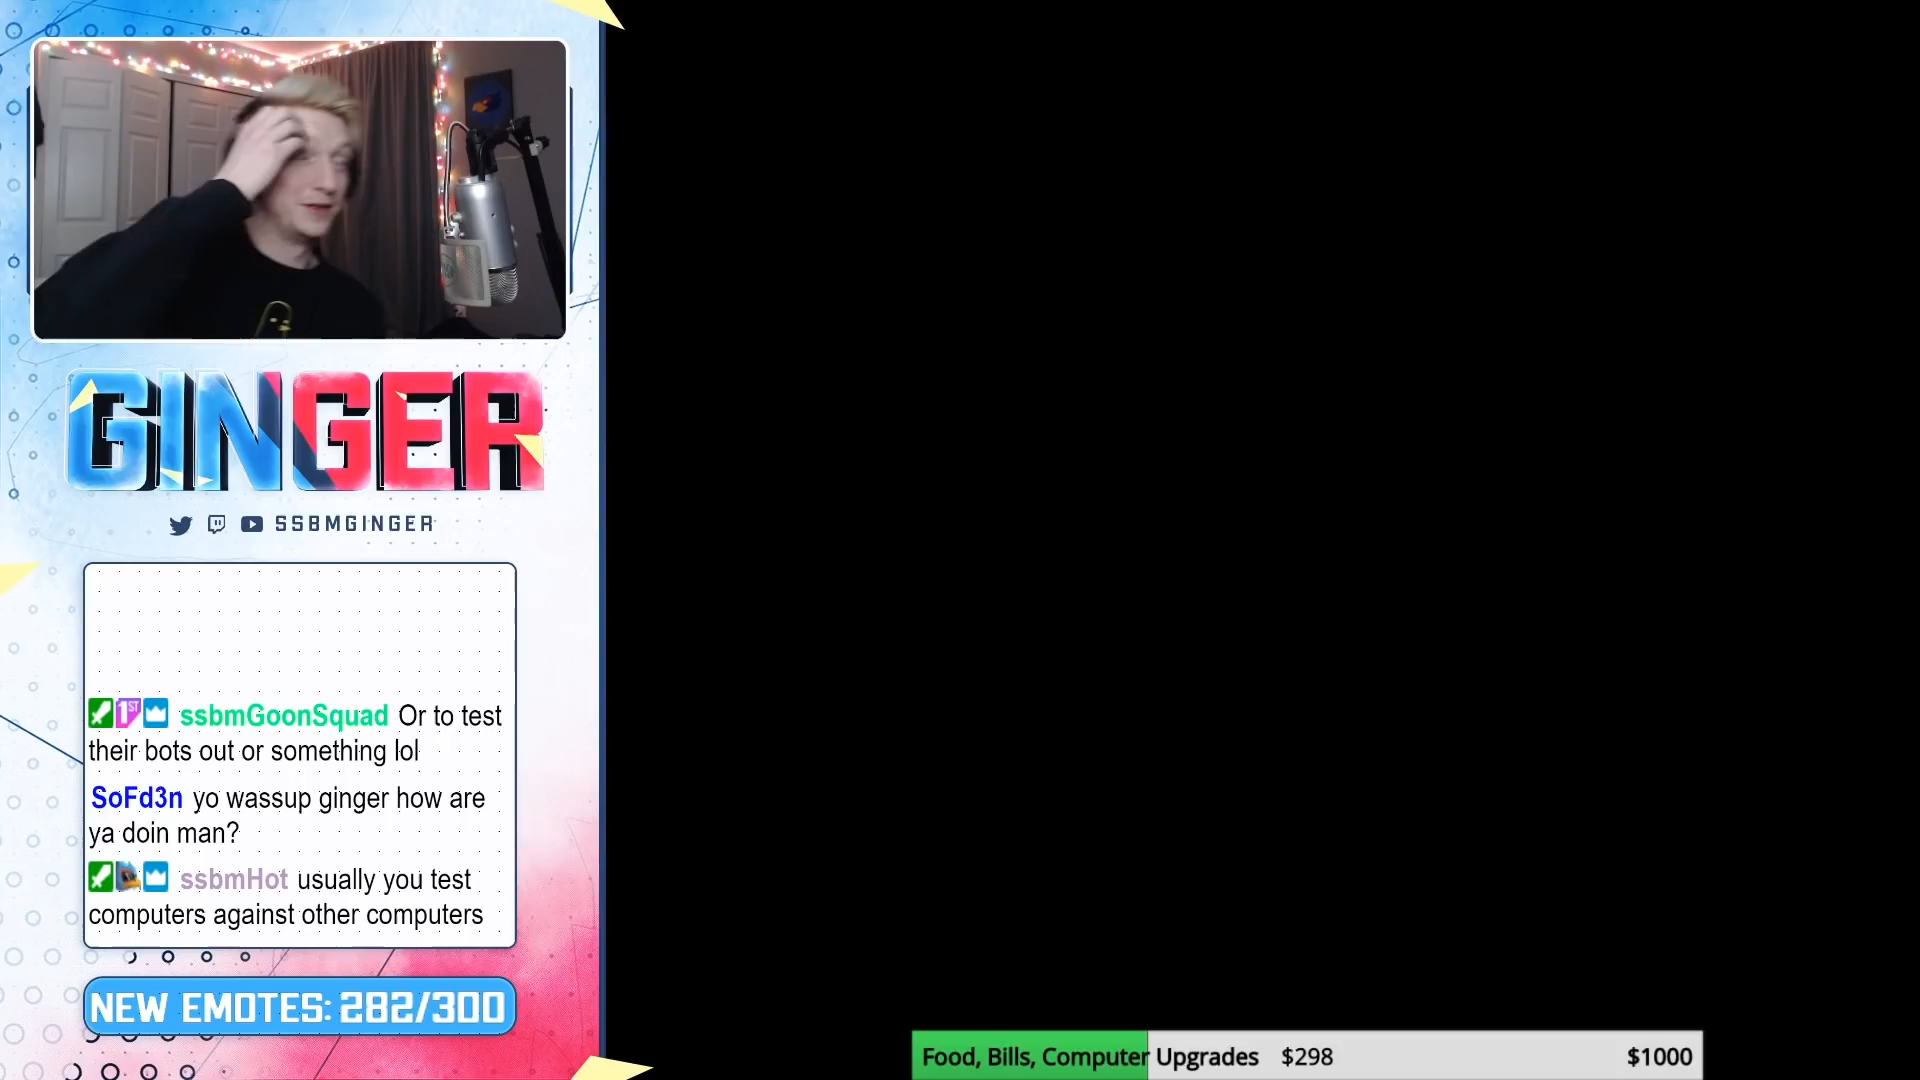 GINGER
SSBMGINGER
1ST ssbmGoonSquad Or to test
their bots out or something lol
SoFd3n yo wassup ginger how are
ya doin man?
ssbmHot usually you test
computers against other computers
NEW EMOTES: 282/300
Food, Bills, Computer Upgrades $298 $1000